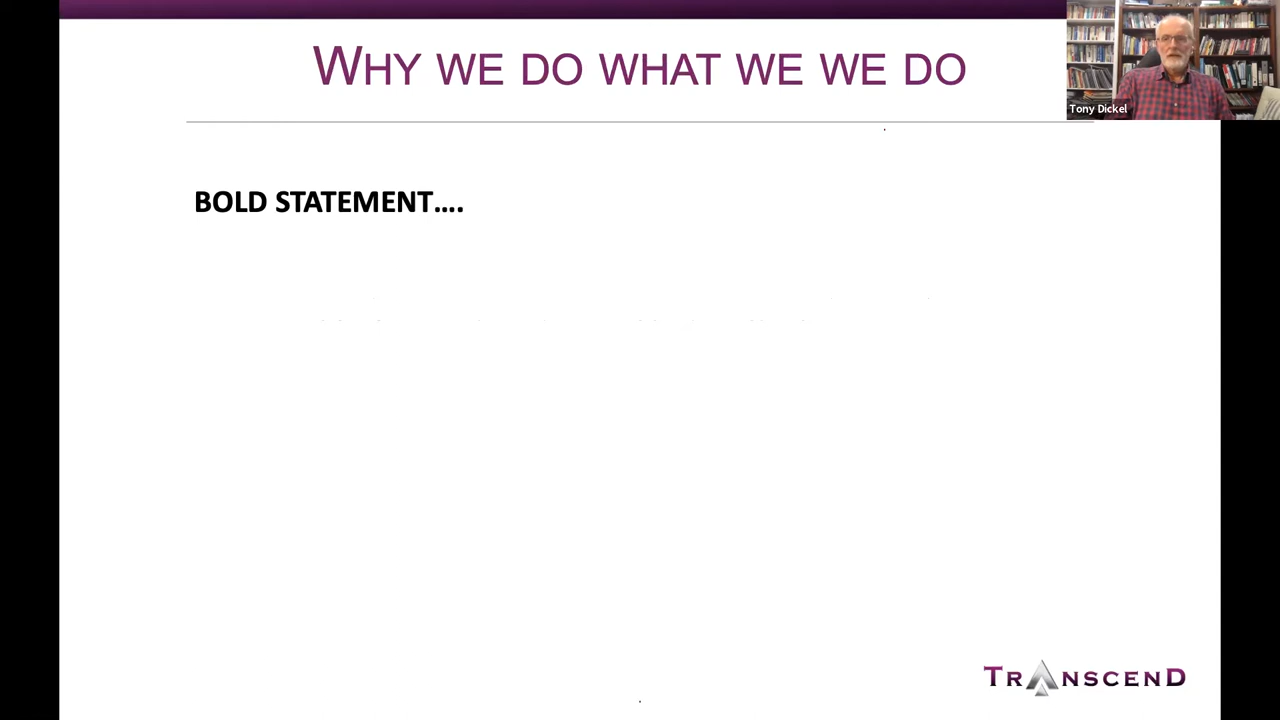 WHY WE DO WHAT WE WE DO
Tony Dickel
BOLD STATEMENT....
TRANSCEND